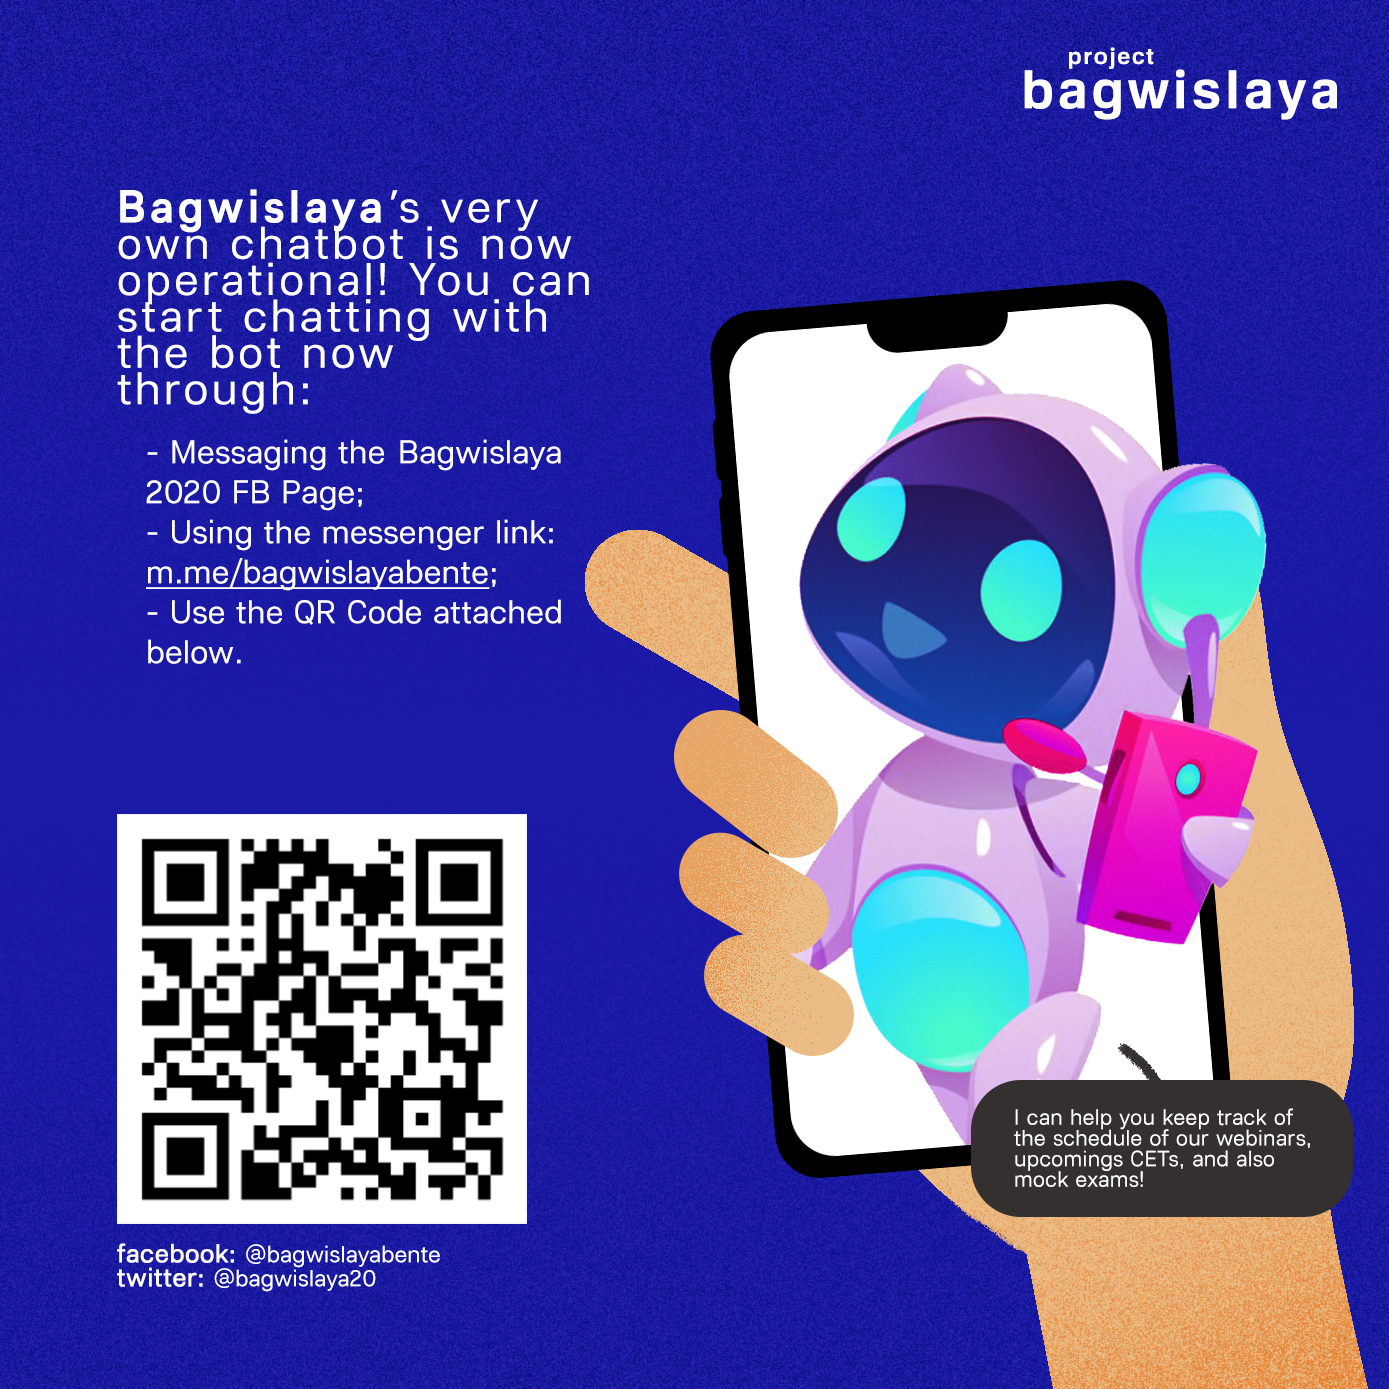 project
bagwislaya
Bagwislaya's very
own chatbot is now
operational! You can
start chatting with
the bot now
through:
- Messaging the Bagwislaya
2020 FB Page;
- Using the messenger link:
m.me/bagwislayabente;
- Use the QR Code attached
below.
I can help you keep track of
the schedule of our webinars,
upcomings CETs, and also
mock exams!
facebook: @bagwislayabente
twitter: @bagwislaya20